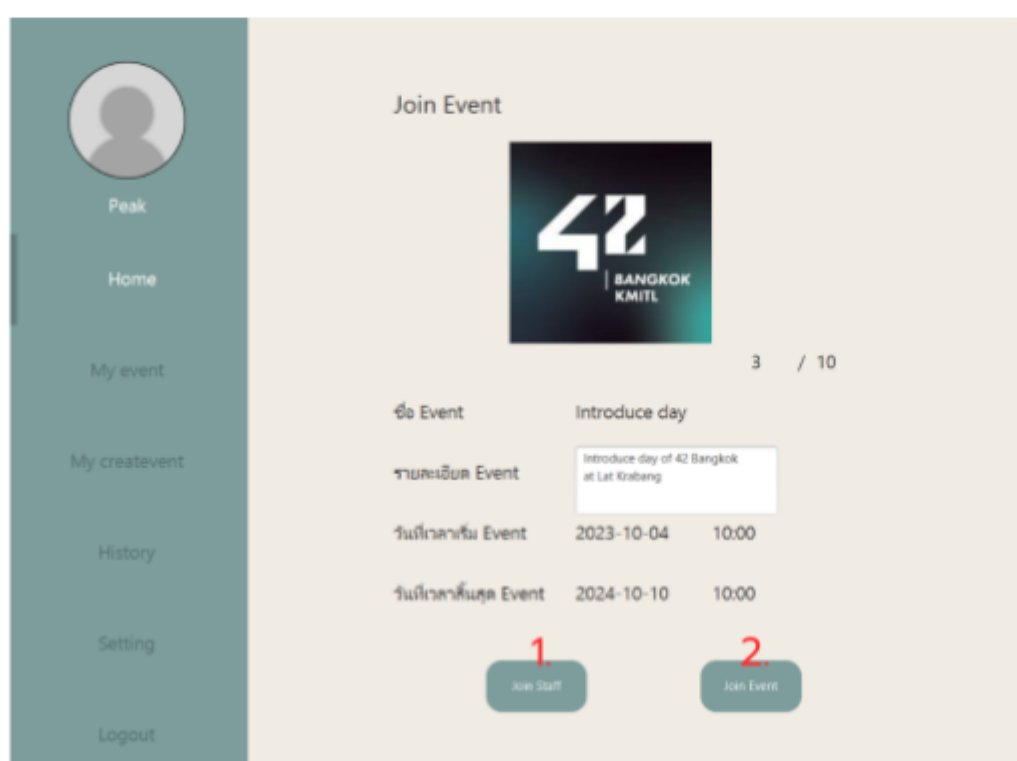 Peak
Home
My event
My createvent
History
Setting
Logout
Join Event
42
BANGKOK
KMITL
3 / 10
ชื่อ Event Introduce day
รายละเอียด Event Introduce day of 42 Bangkok
at Lat Krabang
วันที่เวลาเริ่ม Event 2023-10-04 10:00
วันที่เวลาสิ้นสุด Event 2024-10-10 10:00
1. 2.
Join Staff Join Event